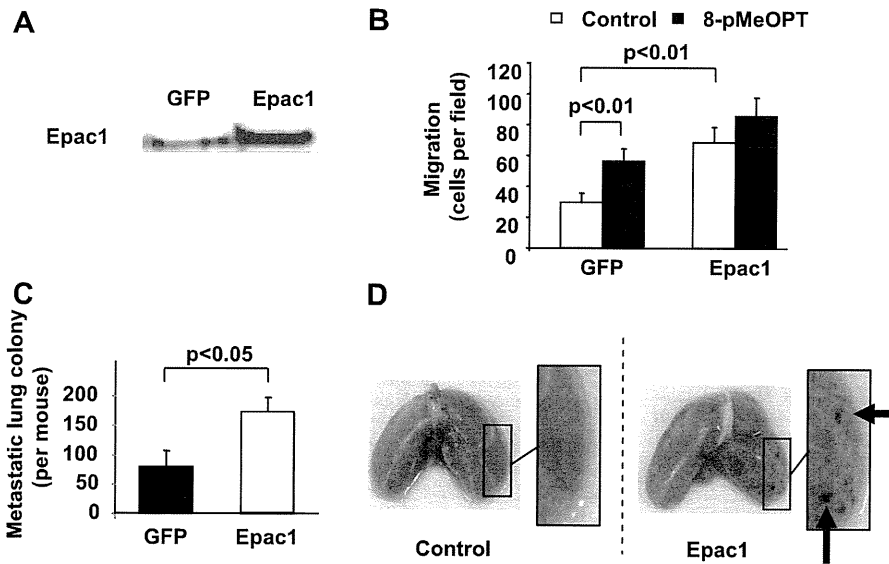 A
GFP Epac1
Epac1
B
Control 8-pMeOPT
p<0.01
p<0.01
Migration
(cells per field)
120
100
80
60
40
20
0
GFP Epac1
C
p<0.05
Metastatic lung colony
(per mouse)
200
150
100
50
0
GFP Epac1
D
Control Epac1